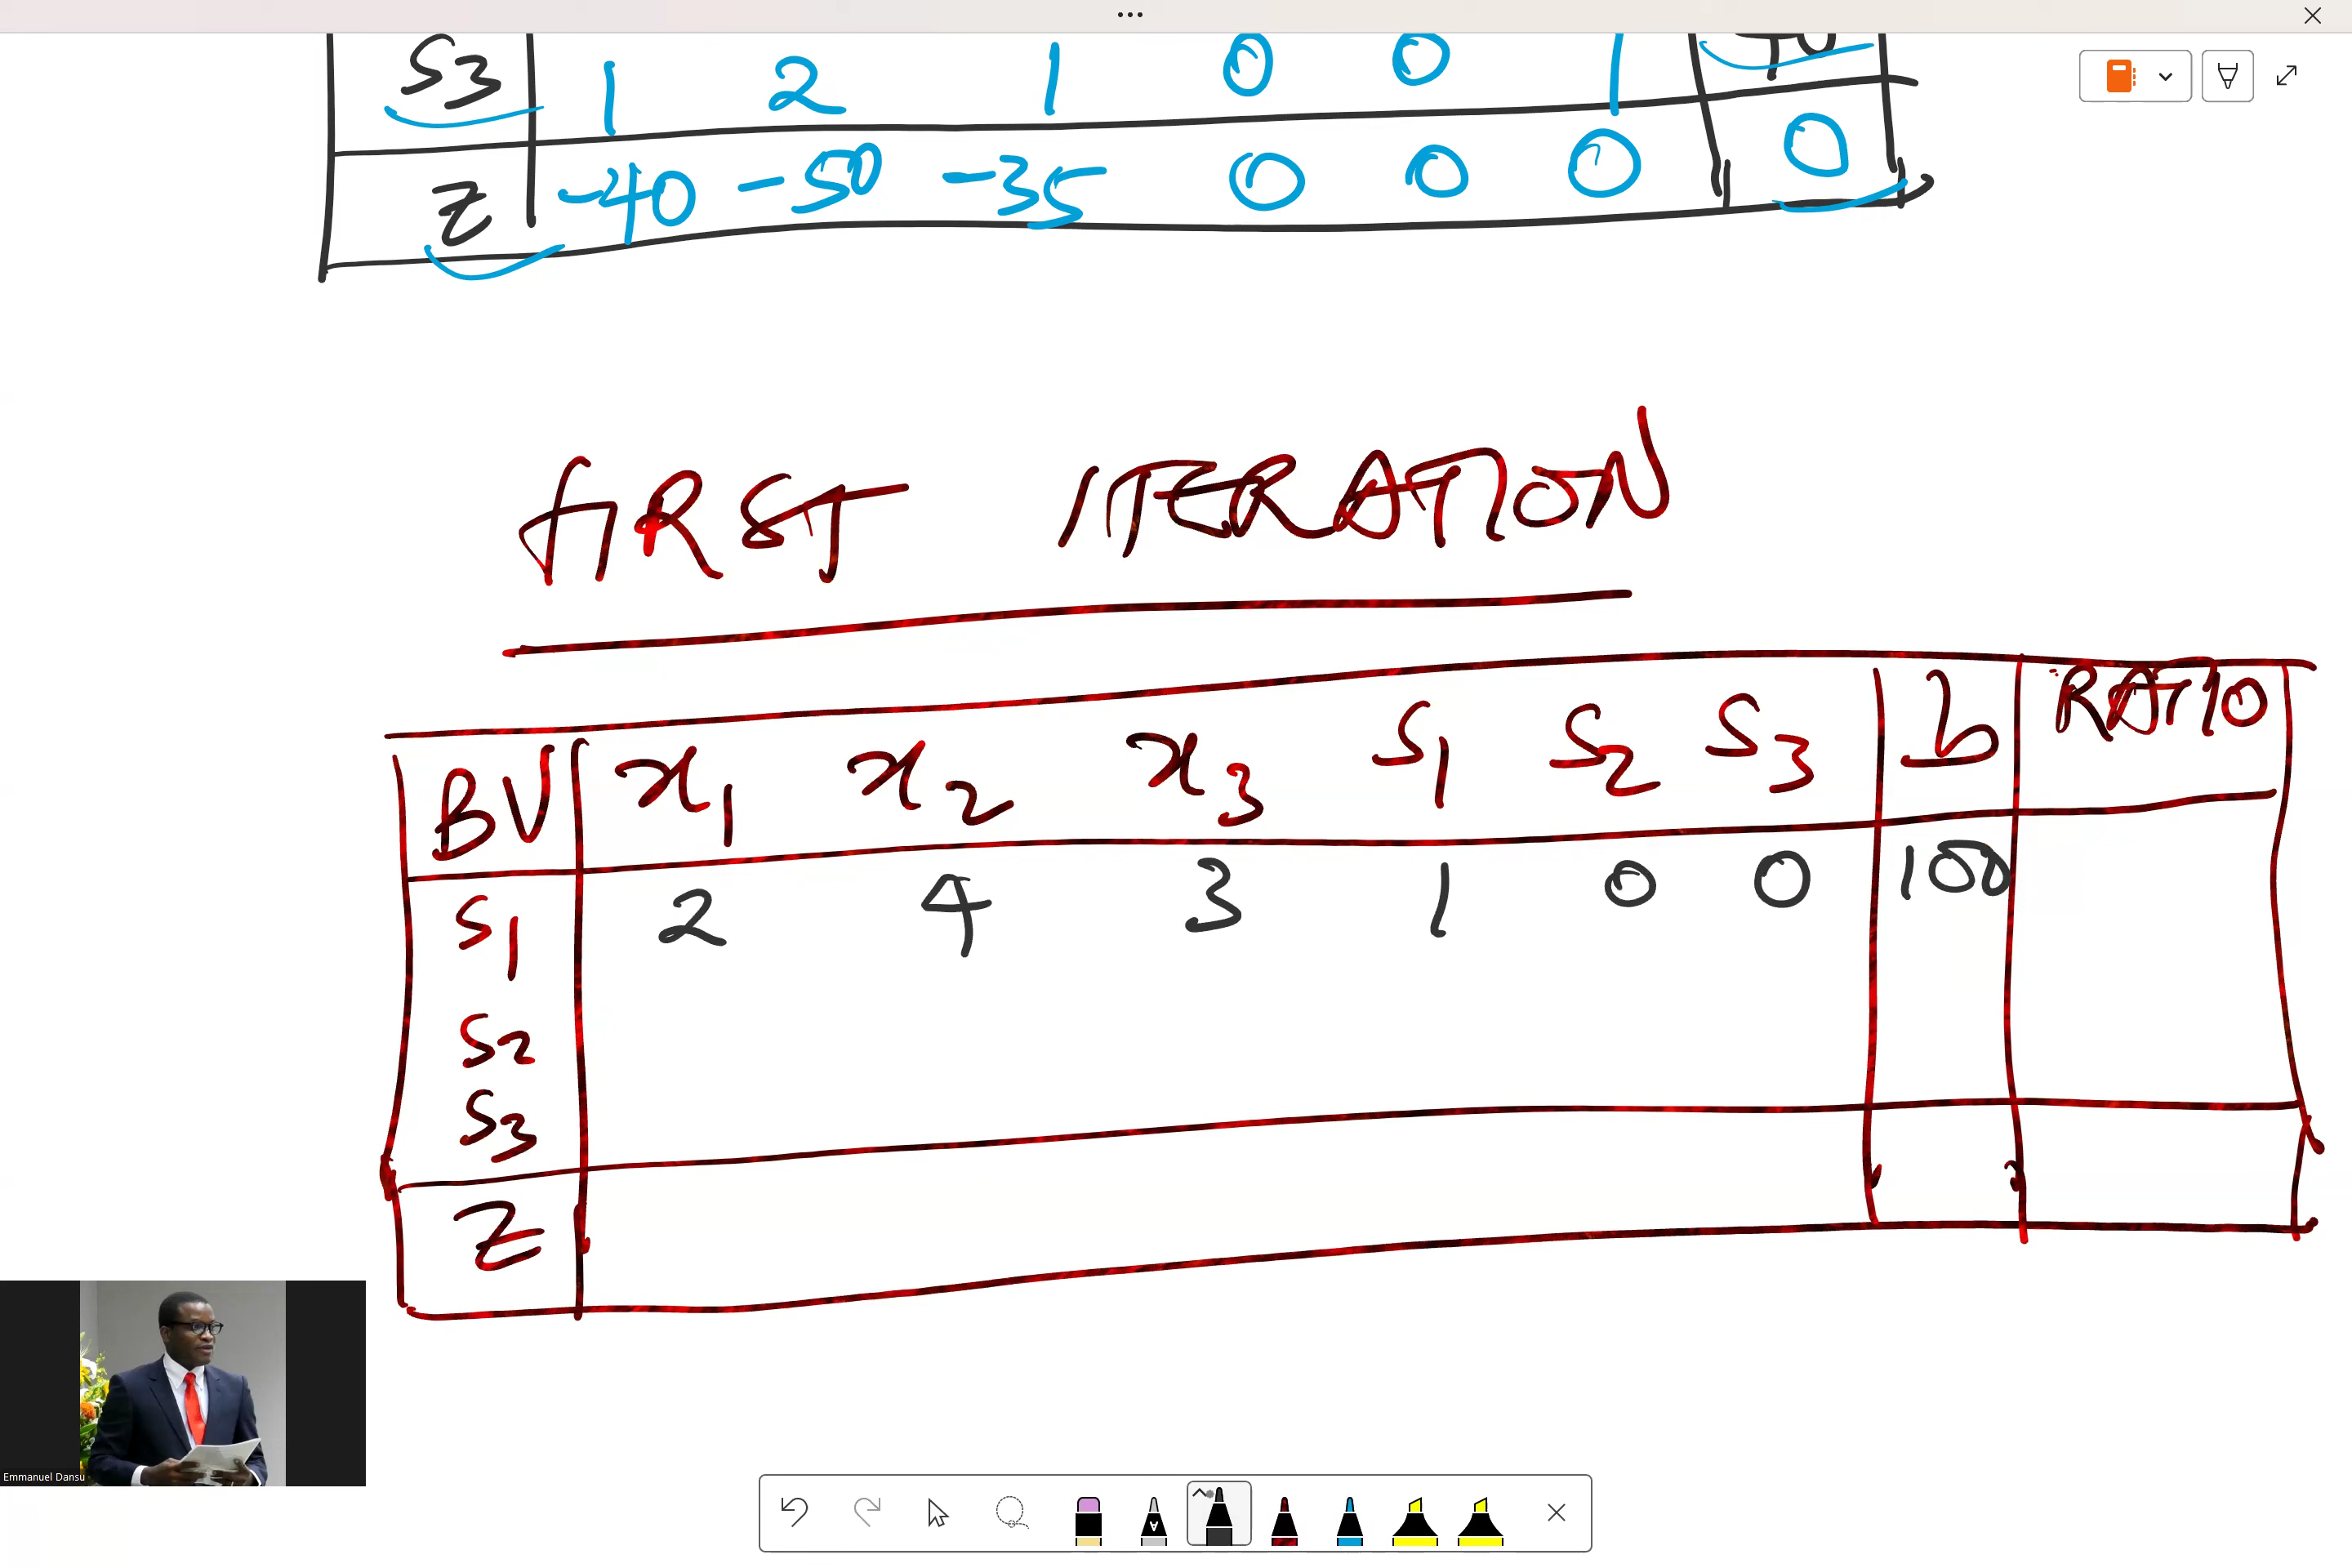 S3 1 2 1 0 0 1
Z -40 -50 -35 0 0 0 0
FIRST ITERATION
BV x1 x2 x3 S1 S2 S3 b RATIO
S1 2 4 3 1 0 0 100
S2
S3
Z
Emmanuel Dansu